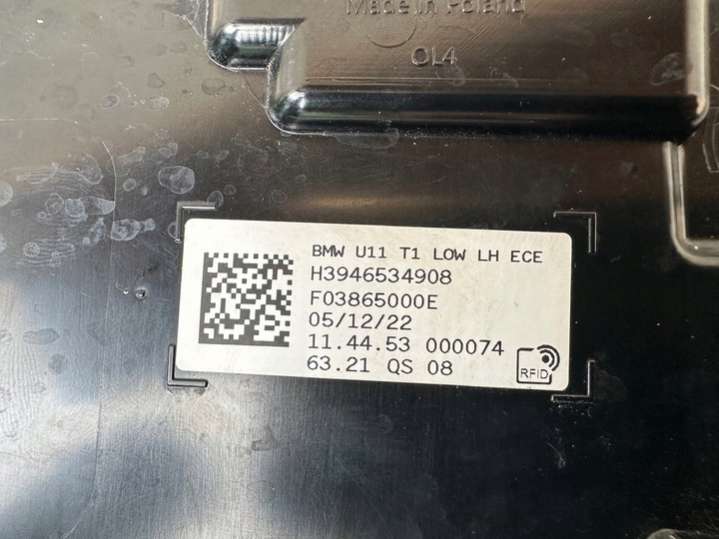 Made in Poland
OL4
BMW U11 T1 LOW LH ECE
H3946534908
F03865000E
05/12/22
11.44.53 000074
63.21 QS 08
RFID